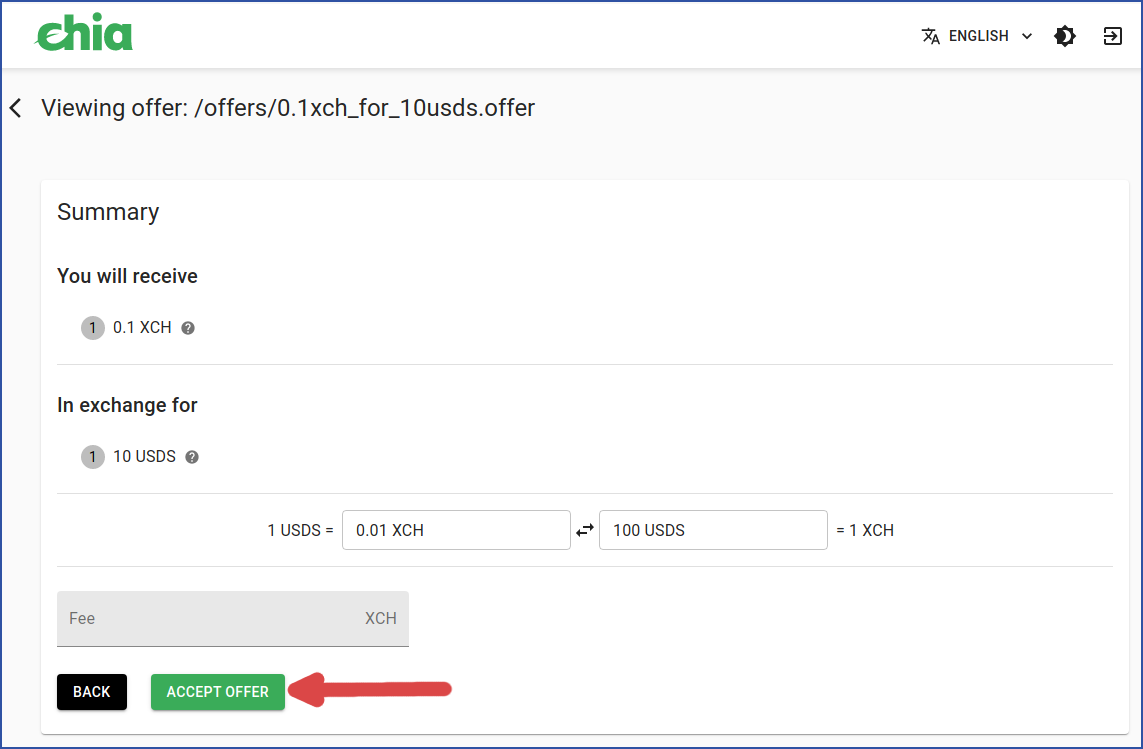 chia
ENGLISH
Viewing offer: /offers/0.1xch_for_10usds.offer
Summary
You will receive
1 0.1 XCH ?
In exchange for
1 10 USDS ?
1 USDS = 0.01 XCH 100 USDS = 1 XCH
Fee XCH
BACK ACCEPT OFFER